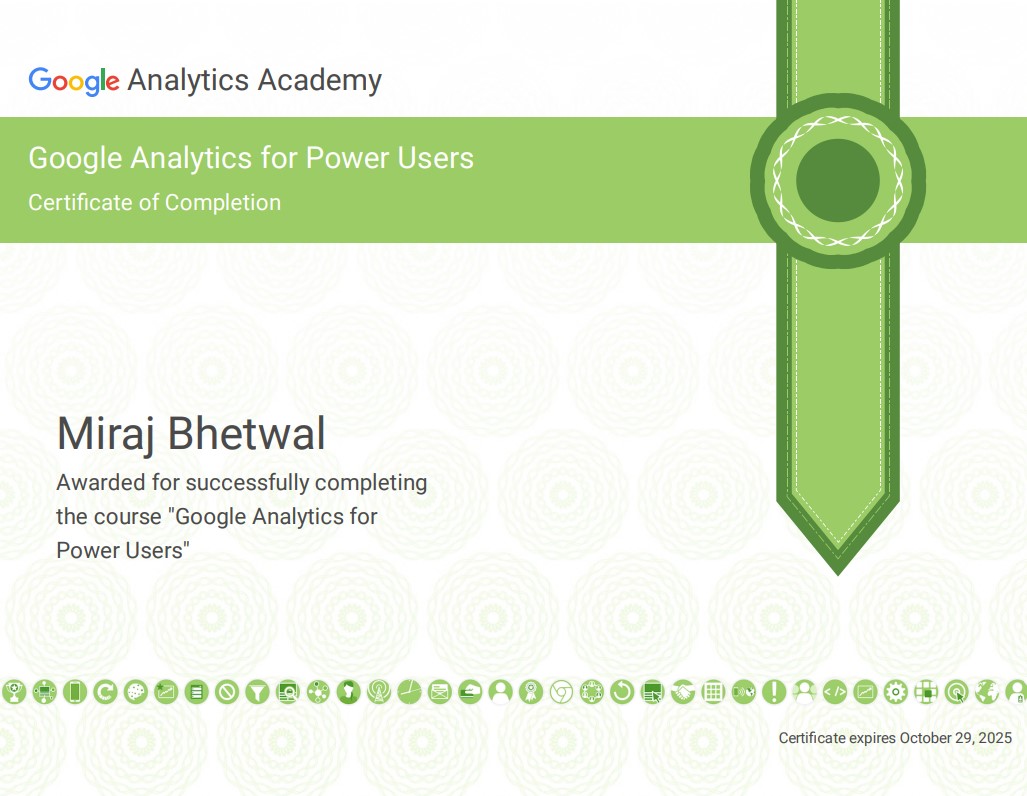 Google Analytics Academy
Google Analytics for Power Users
Certificate of Completion
Miraj Bhetwal
Awarded for successfully completing
the course "Google Analytics for
Power Users"
Certificate expires October 29, 2025